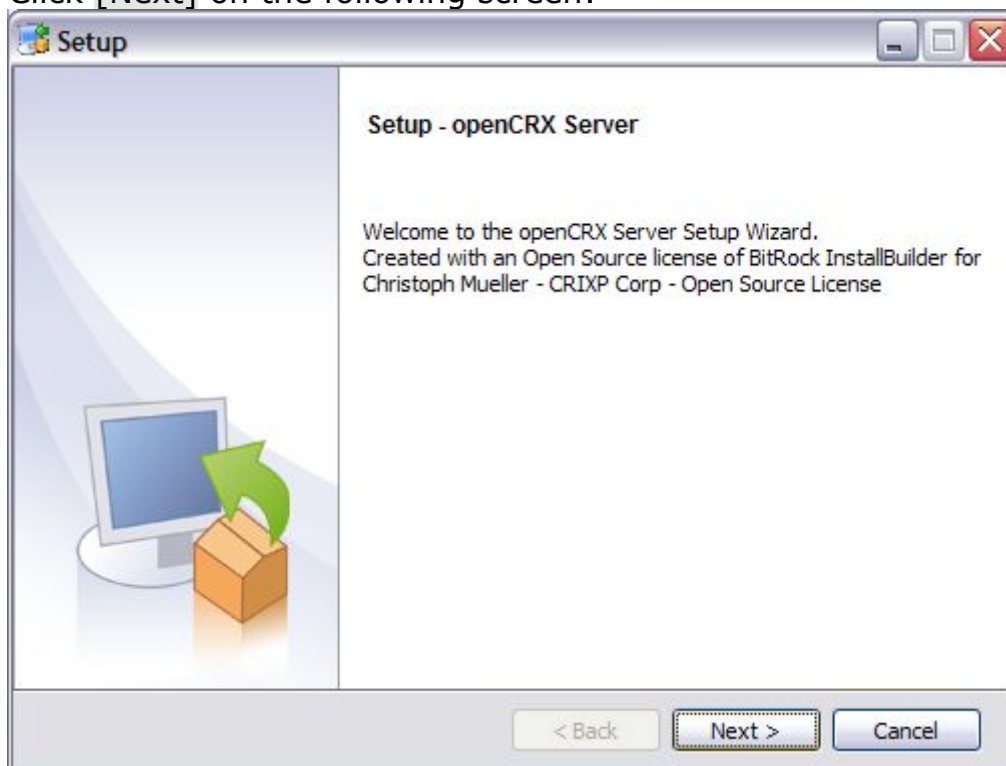 Click [Next] on the following screen:
Setup
Setup - openCRX Server
Welcome to the openCRX Server Setup Wizard.
Created with an Open Source license of BitRock InstallBuilder for
Christoph Mueller - CRIXP Corp - Open Source License
< Back
Next >
Cancel